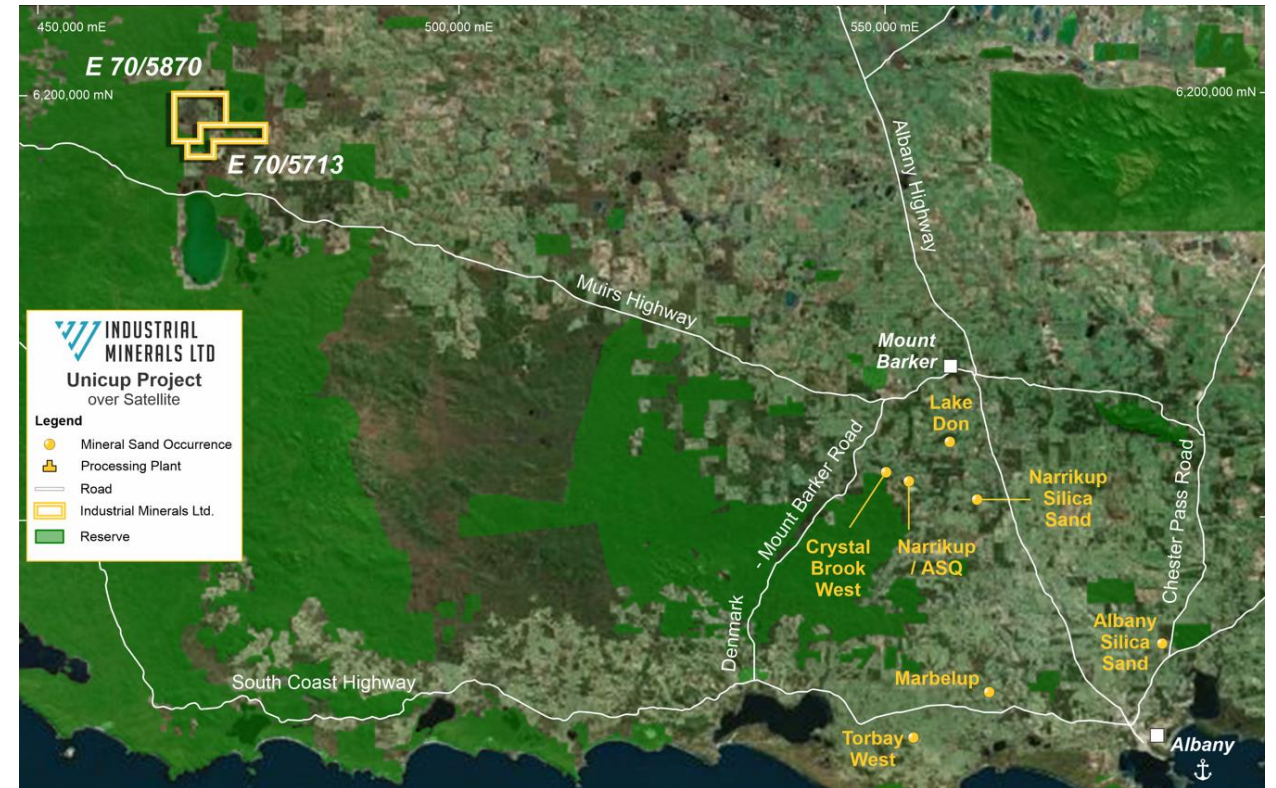 450,000 mE
500,000 mE
550,000 mE
E 70/5870
6,200,000 mN
6,200,000 mN
E 70/5713
Albany Highway
Muirs Highway
Mount
Barker
Lake
Don
Denmark - Mount Barker Road
Narrikup
Silica
Sand
Chester Pass Road
Crystal
Brook
West
Narrikup
/ ASQ
Albany
Silica
Sand
Marbelup
South Coast Highway
Torbay
West
Albany
INDUSTRIAL
MINERALS LTD
Unicup Project
over Satellite
Legend
Mineral Sand Occurrence
Processing Plant
Road
Industrial Minerals Ltd.
Reserve